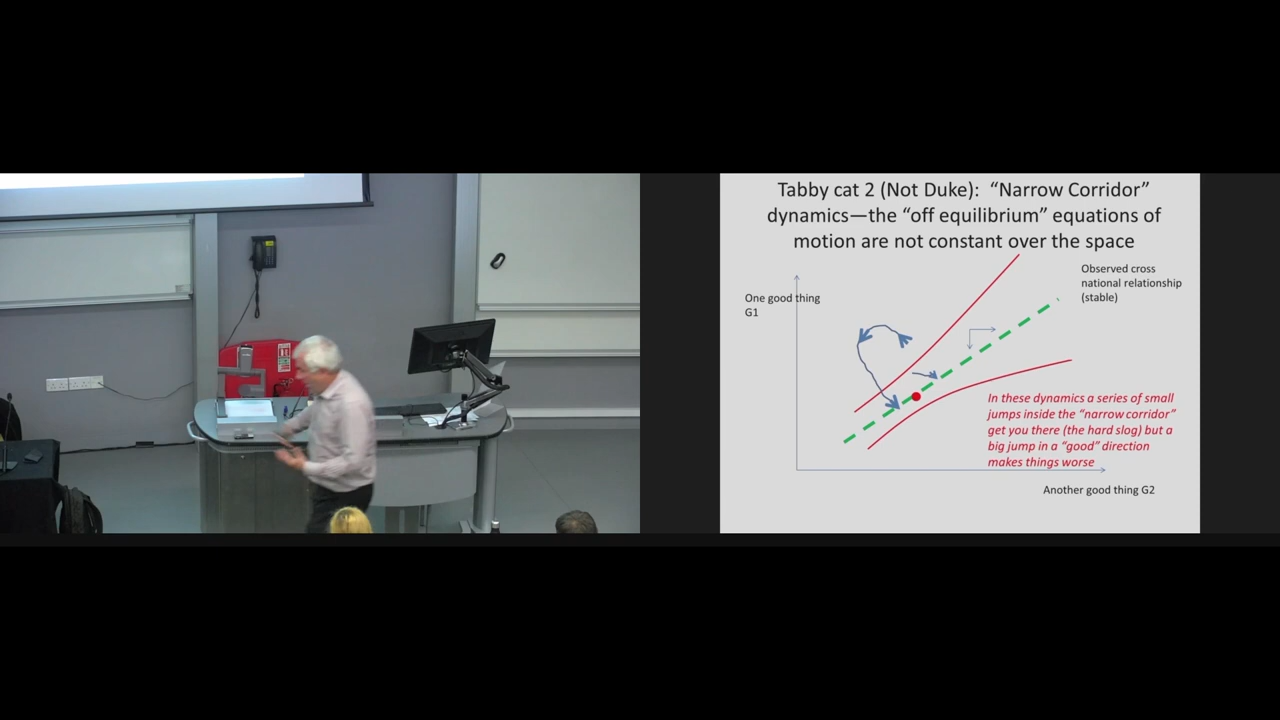 Tabby cat 2 (Not Duke):  “Narrow Corridor”
dynamics—the “off equilibrium” equations of
motion are not constant over the space
Observed cross
national relationship
(stable)
One good thing
G1
In these dynamics a series of small
jumps inside the “narrow corridor”
get you there (the hard slog) but a
big jump in a “good” direction
makes things worse
Another good thing G2